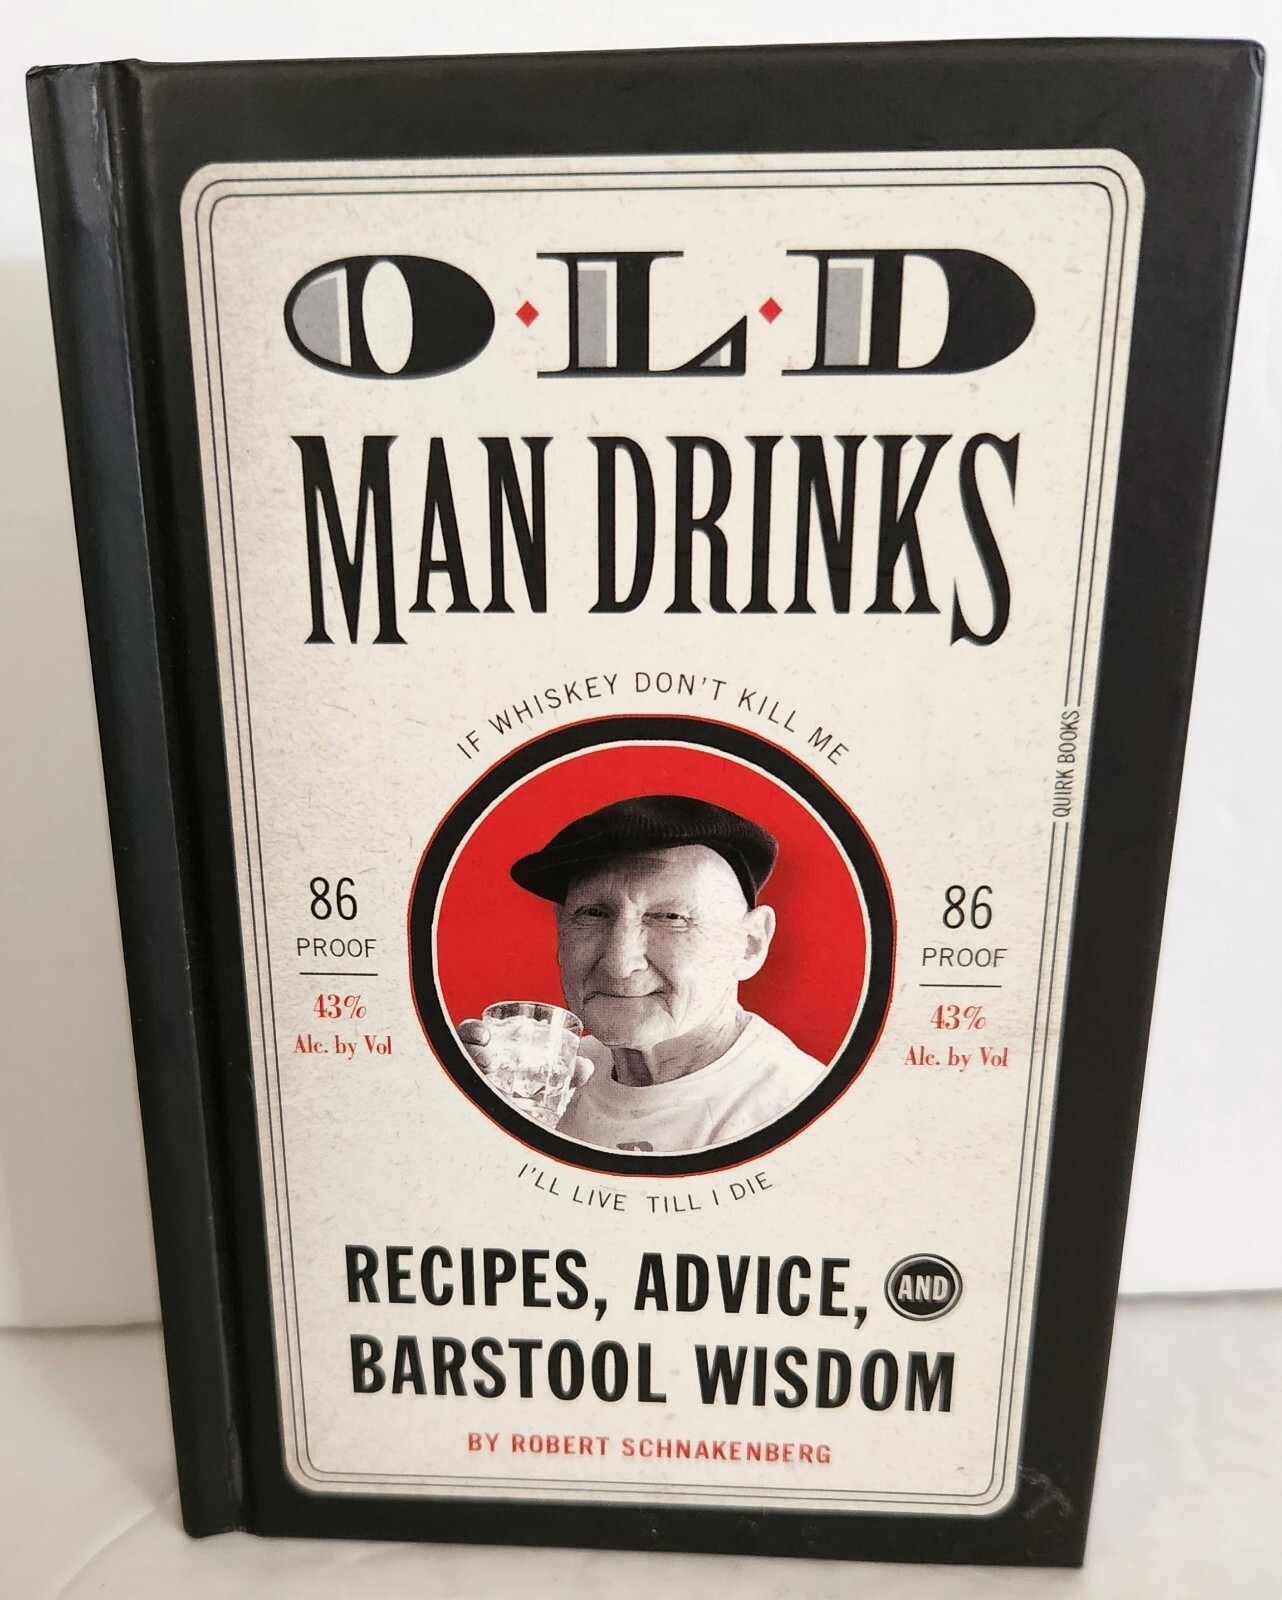 OLD
MAN DRINKS
IF WHISKEY DON'T KILL ME
86
PROOF
43%
Alc. by Vol
86
PROOF
43%
Alc. by Vol
QUIRK BOOKS
I'LL LIVE TILL I DIE
RECIPES, ADVICE, AND
BARSTOOL WISDOM
BY ROBERT SCHNAKENBERG